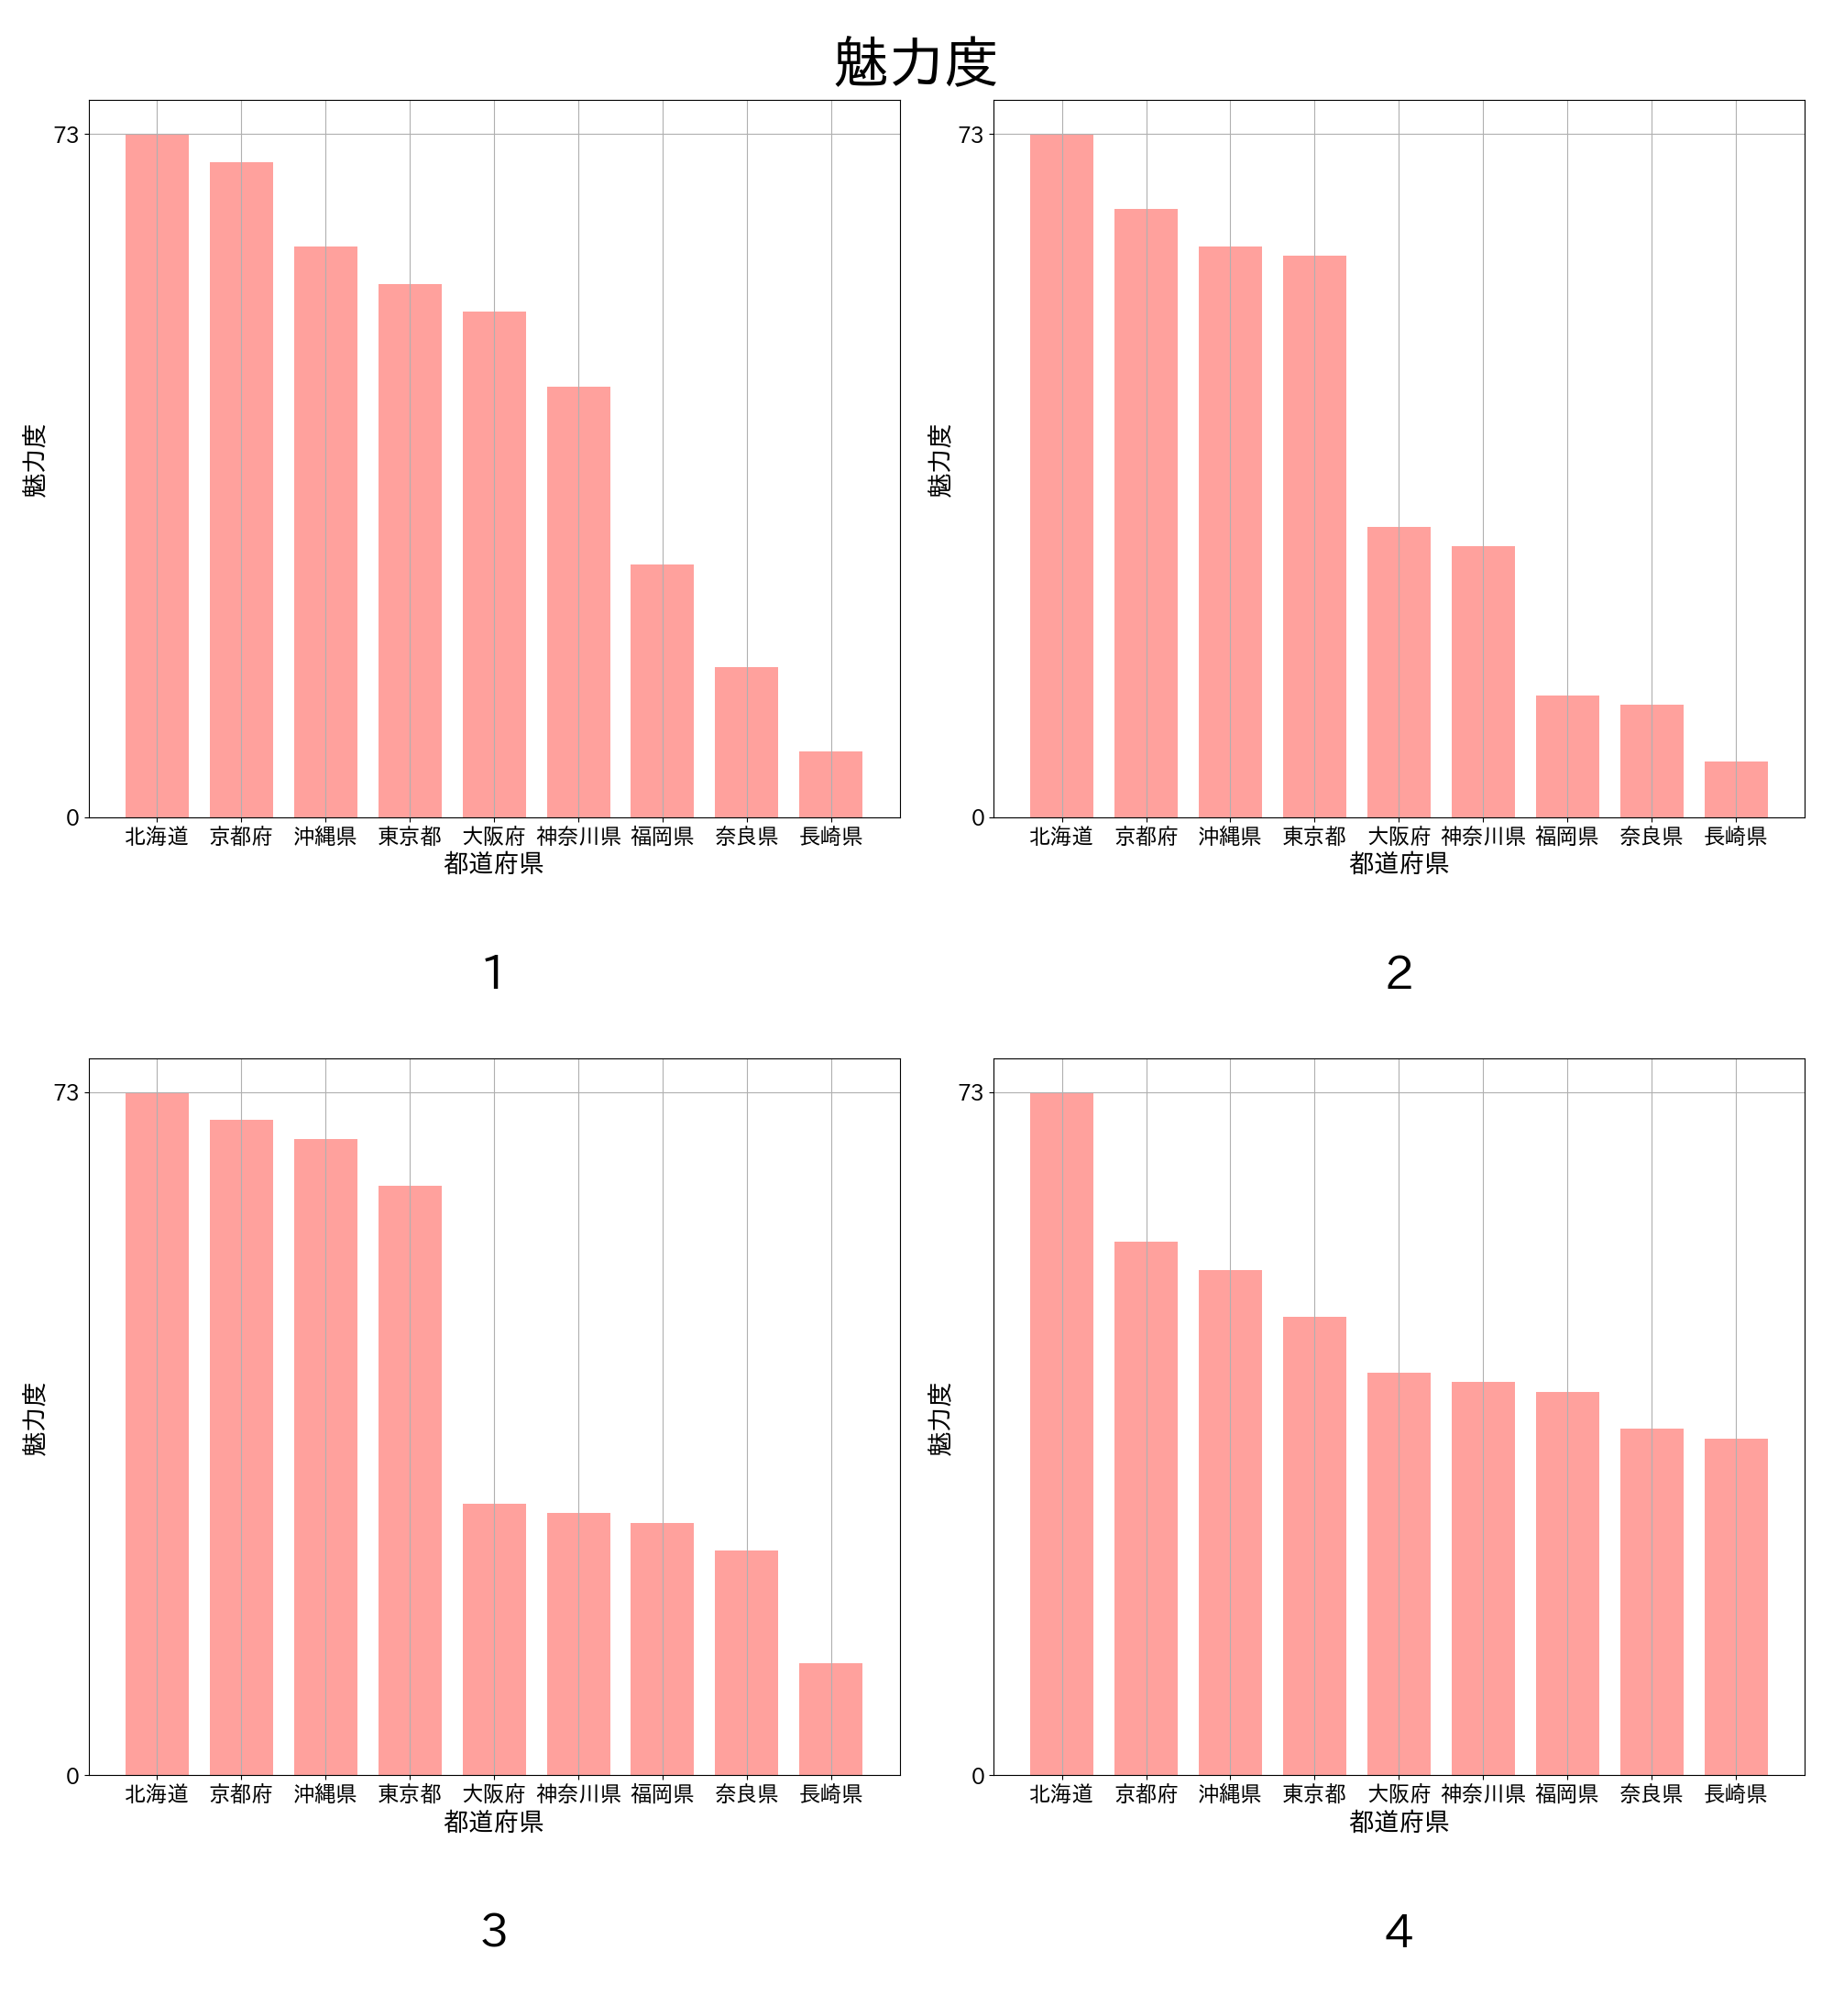 魅力度
73
魅力度
0
北海道 京都府 沖縄県 東京都 大阪府 神奈川県 福岡県 奈良県 長崎県
都道府県
1
73
魅力度
0
北海道 京都府 沖縄県 東京都 大阪府 神奈川県 福岡県 奈良県 長崎県
都道府県
2
73
魅力度
0
北海道 京都府 沖縄県 東京都 大阪府 神奈川県 福岡県 奈良県 長崎県
都道府県
3
73
魅力度
0
北海道 京都府 沖縄県 東京都 大阪府 神奈川県 福岡県 奈良県 長崎県
都道府県
4